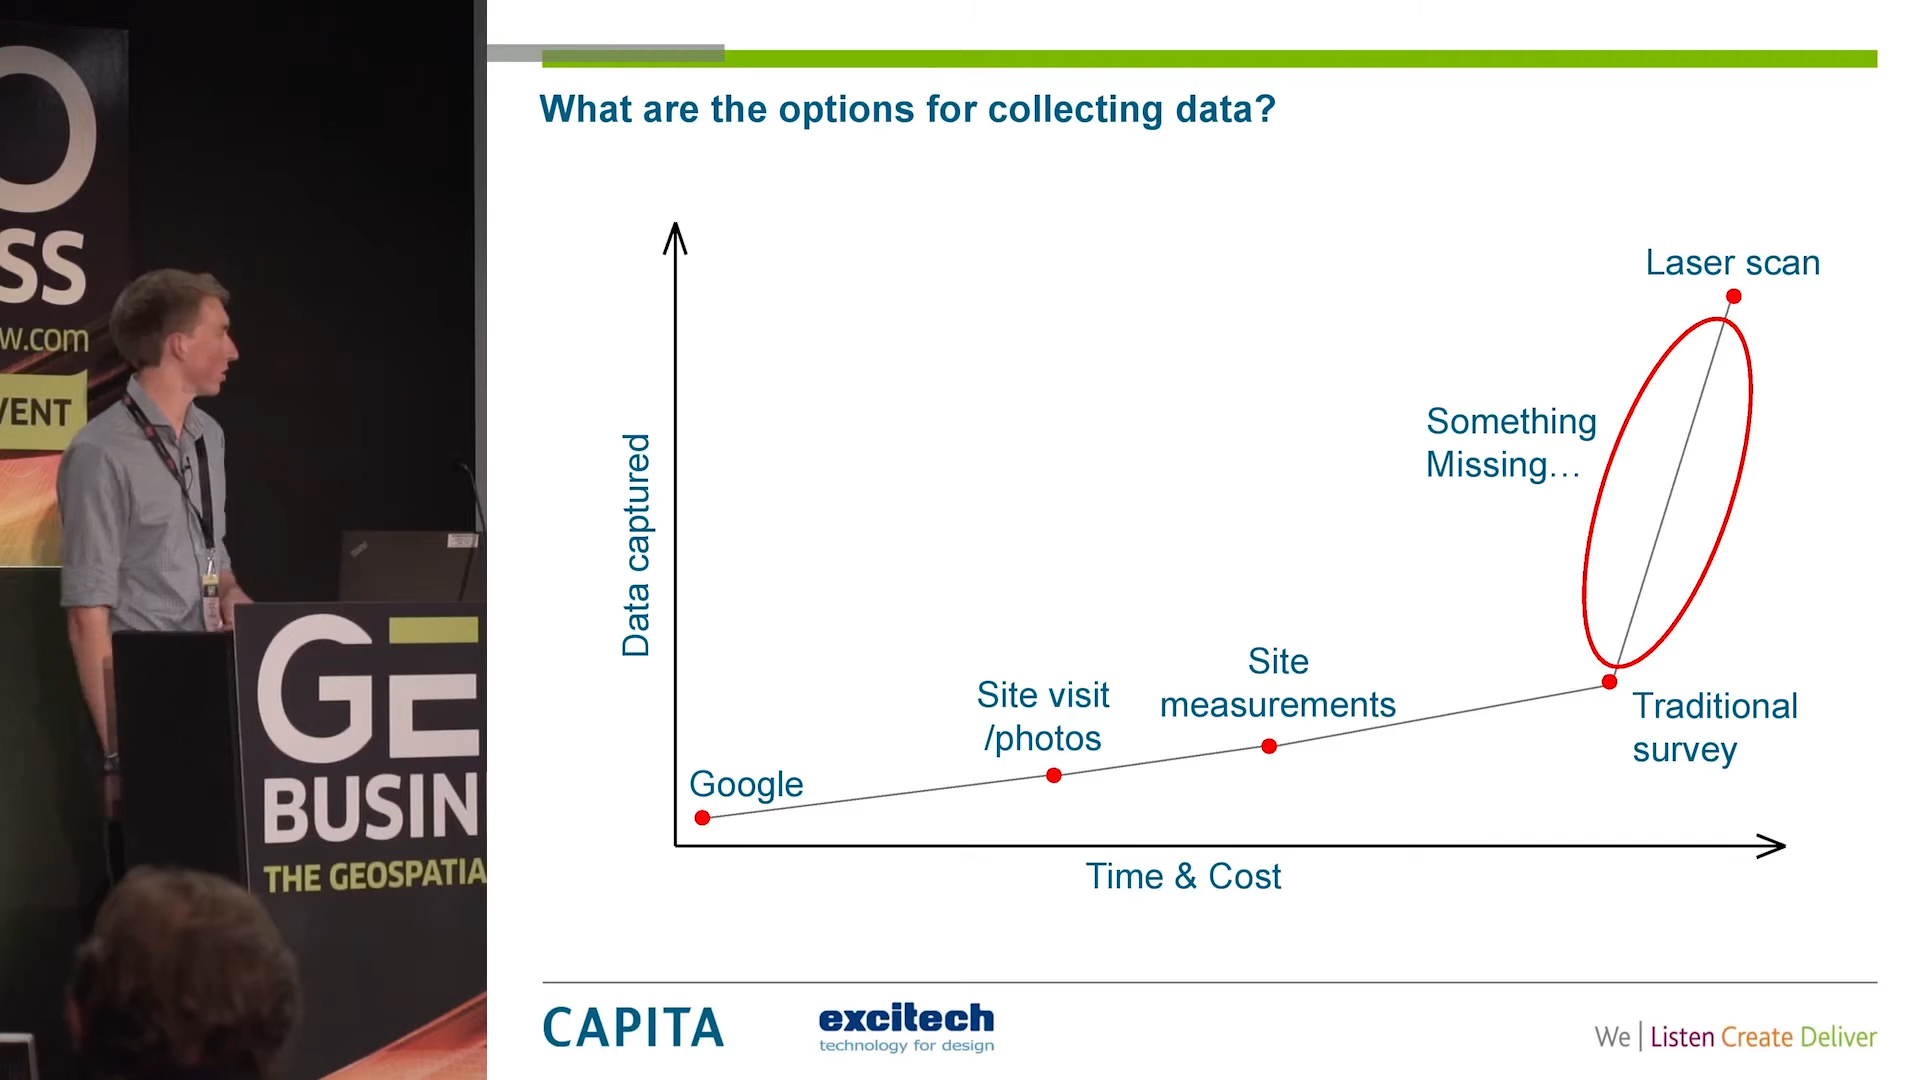 O
SS
w.com
VENT
GE
BUSIN
THE GEOSPATIA
What are the options for collecting data?
Laser scan
Something
Missing…
Data captured
Site
measurements
Site visit
/photos
Traditional
survey
Google
Time & Cost
CAPITA
excitech
technology for design
We | Listen Create Deliver